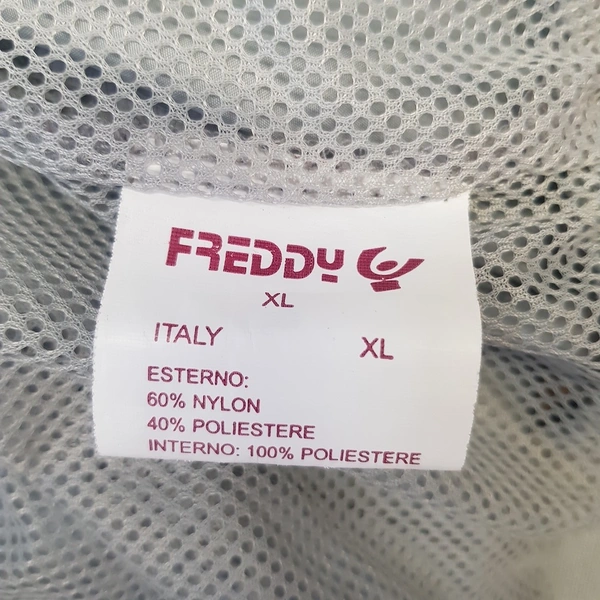 FREDDY
XL
ITALY XL
ESTERNO:
60% NYLON
40% POLIESTERE
INTERNO: 100% POLIESTERE